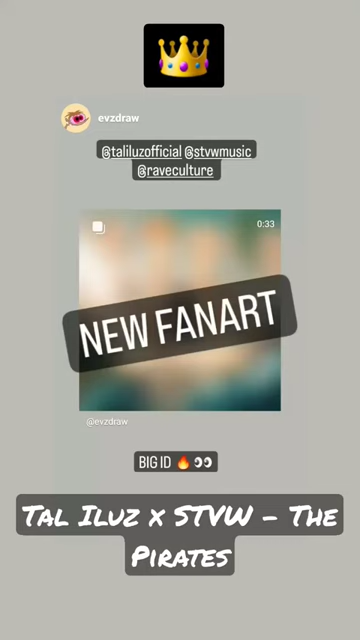 evzdraw
@taliluzofficial @stvwmusic
@raveculture
0:33
NEW FANART
@evzdraw
BIG ID 🔥 👀
Tal Iluz x STVW - The
Pirates